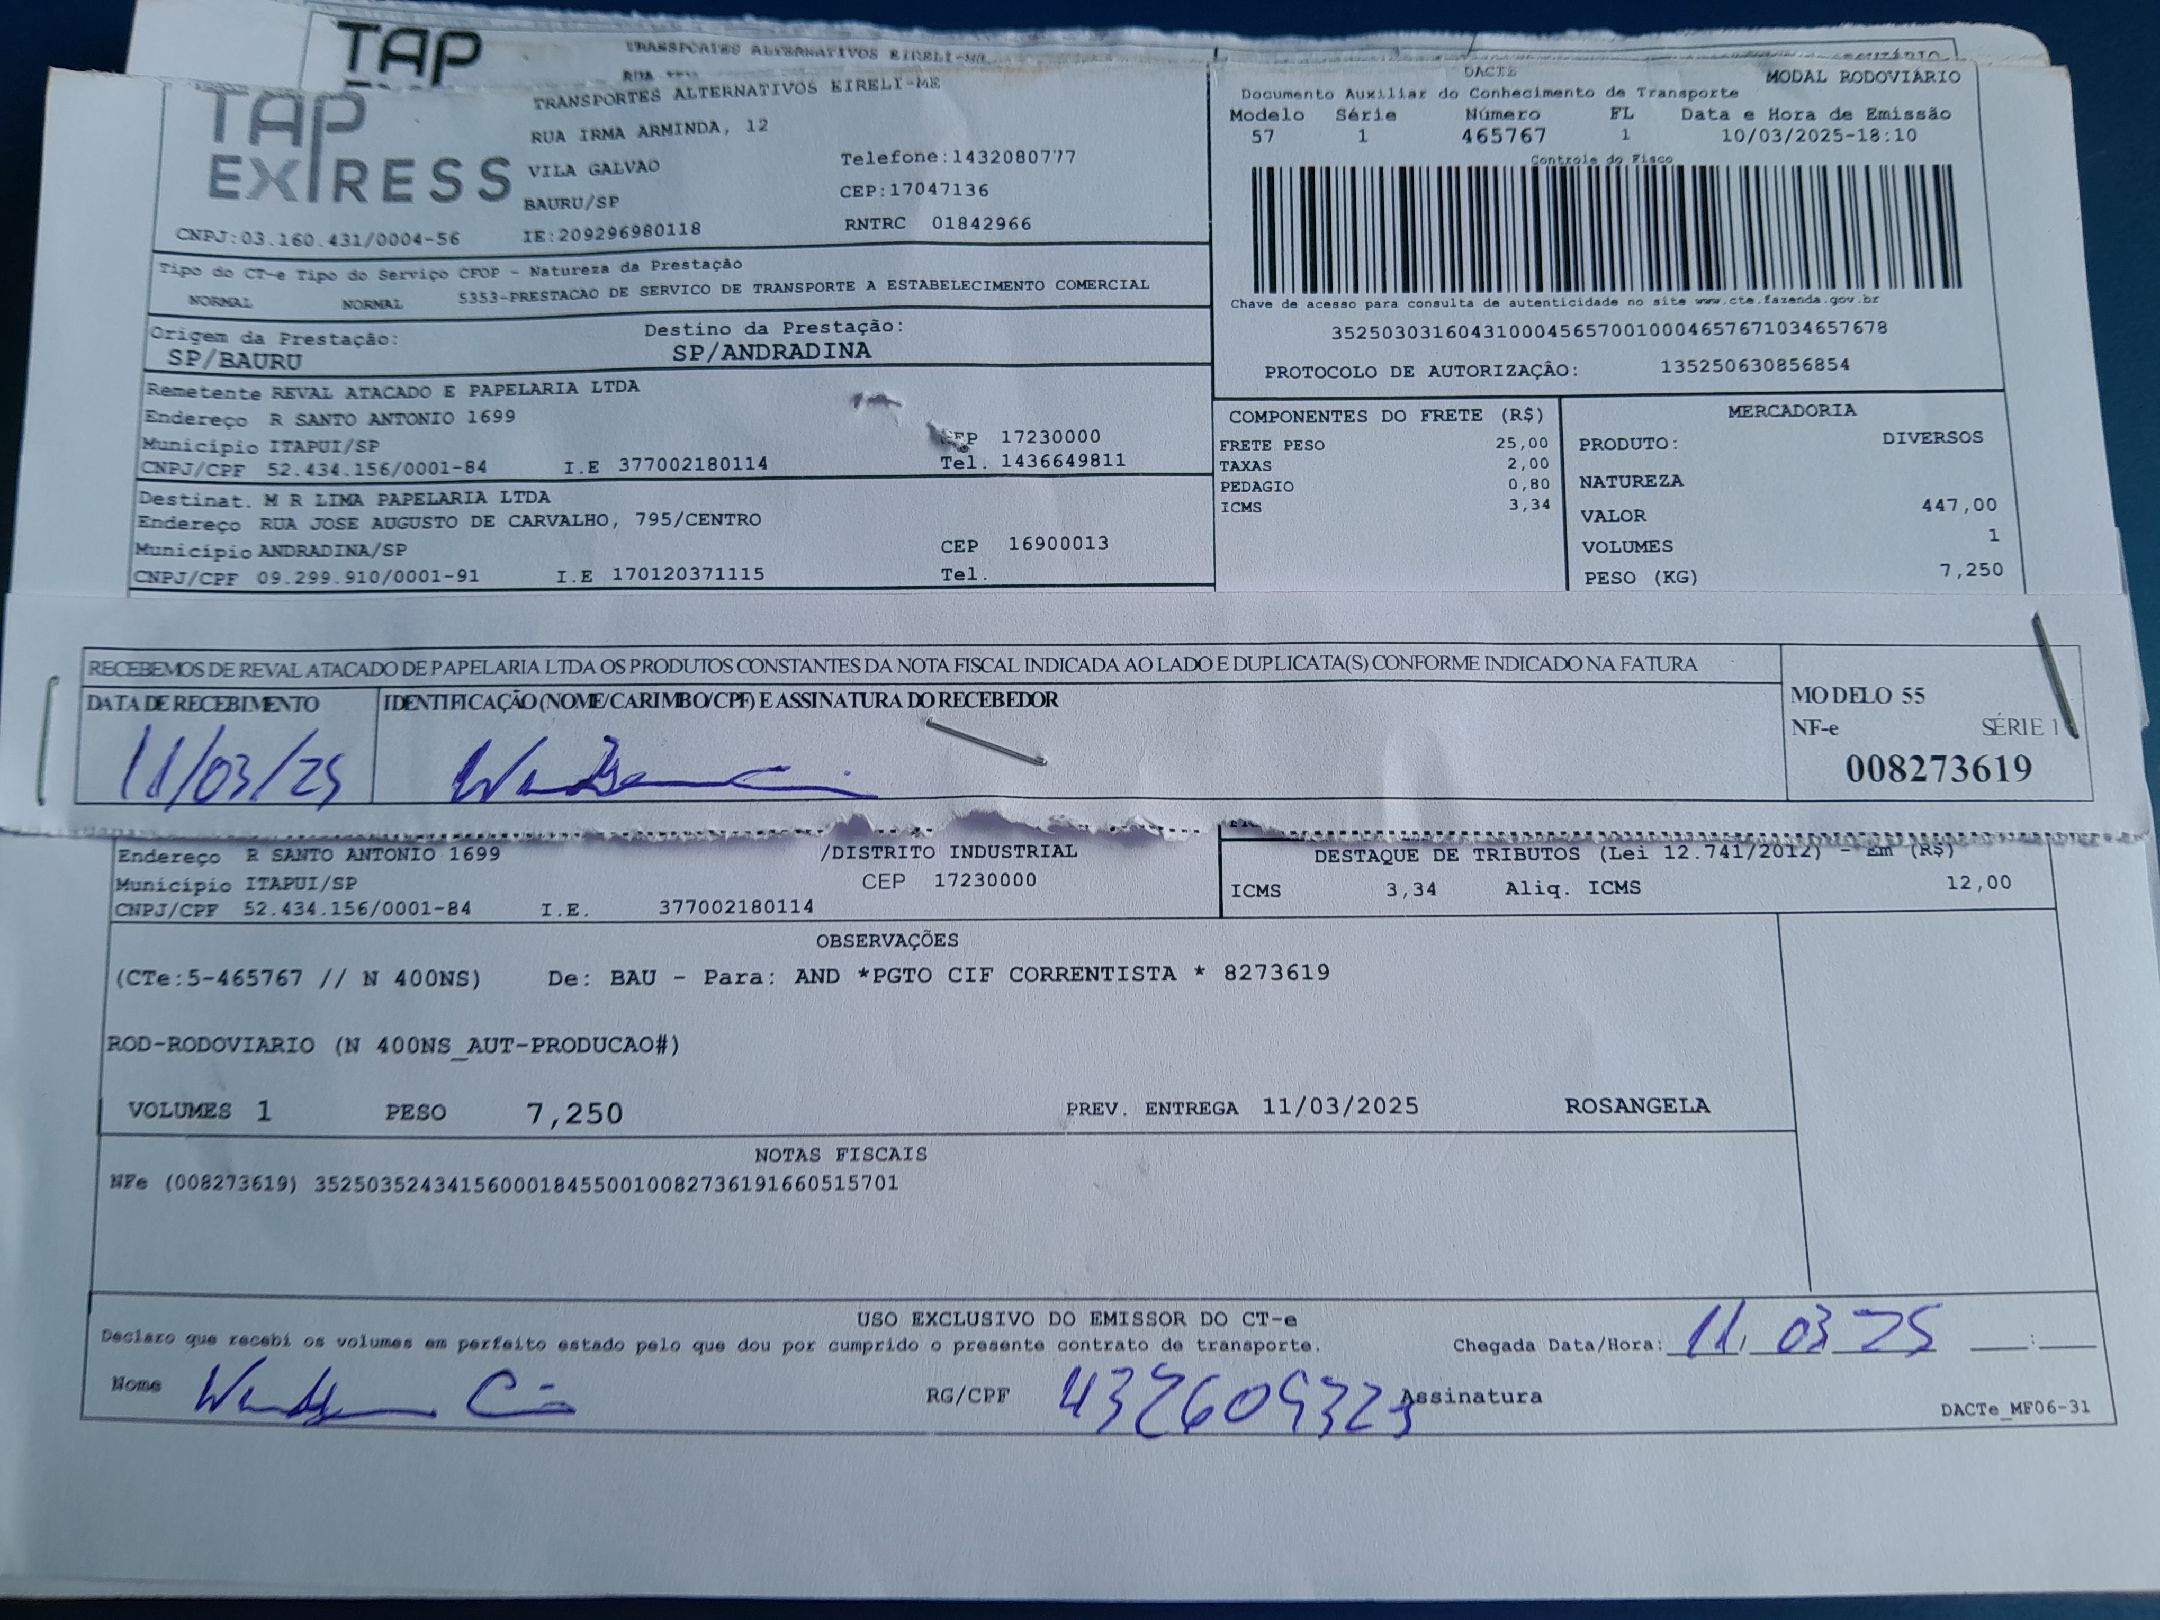 TAP
TRANSPORTES ALTERNATIVOS EIRELI-ME
RUA
TAP EXPRESS
TRANSPORTES ALTERNATIVOS EIRELI-ME
RUA IRMA ARMINDA, 12
VILA GALVAO
BAURU/SP
Telefone:1432080777
CEP:17047136
RNTRC 01842966
CNPJ:03.160.431/0004-56 IE:209296980118
DACTE MODAL RODOVIÁRIO
Documento Auxiliar do Conhecimento de Transporte
Modelo Série Número FL Data e Hora de Emissão
57 1 465767 1 10/03/2025-18:10
Controle do Fisco
Chave de acesso para consulta de autenticidade no site www.cte.fazenda.gov.br
35250303160431000456570010004657671034657678
PROTOCOLO DE AUTORIZAÇÃO: 135250630856854
Tipo do CT-e Tipo do Serviço CFOP - Natureza da Prestação
NORMAL NORMAL 5353-PRESTACAO DE SERVICO DE TRANSPORTE A ESTABELECIMENTO COMERCIAL
Origem da Prestação: Destino da Prestação:
SP/BAURU SP/ANDRADINA
Remetente REVAL ATACADO E PAPELARIA LTDA
Endereço R SANTO ANTONIO 1699
Município ITAPUI/SP CEP 17230000
CNPJ/CPF 52.434.156/0001-84 I.E 377002180114 Tel. 1436649811
Destinat. M R LIMA PAPELARIA LTDA
Endereço RUA JOSE AUGUSTO DE CARVALHO, 795/CENTRO
Município ANDRADINA/SP CEP 16900013
CNPJ/CPF 09.299.910/0001-91 I.E 170120371115 Tel.
COMPONENTES DO FRETE (R$)
FRETE PESO 25,00
TAXAS 2,00
PEDAGIO 0,80
ICMS 3,34
MERCADORIA
PRODUTO: DIVERSOS
NATUREZA
VALOR 447,00
VOLUMES 1
PESO (KG) 7,250
RECEBEMOS DE REVAL ATACADO DE PAPELARIA LTDA OS PRODUTOS CONSTANTES DA NOTA FISCAL INDICADA AO LADO E DUPLICATA(S) CONFORME INDICADO NA FATURA
DATA DE RECEBIMENTO IDENTIFICAÇÃO (NOME/CARIMBO/CPF) E ASSINATURA DO RECEBEDOR
11/03/25
MODELO 55
NF-e SÉRIE 1
008273619
Endereço R SANTO ANTONIO 1699 /DISTRITO INDUSTRIAL
Município ITAPUI/SP CEP 17230000
CNPJ/CPF 52.434.156/0001-84 I.E. 377002180114
DESTAQUE DE TRIBUTOS (Lei 12.741/2012) - Em (R$)
ICMS 3,34 Aliq. ICMS 12,00
OBSERVAÇÕES
(CTe:5-465767 // N 400NS) De: BAU - Para: AND *PGTO CIF CORRENTISTA * 8273619
ROD-RODOVIARIO (N 400NS_AUT-PRODUCAO#)
VOLUMES 1 PESO 7,250 PREV. ENTREGA 11/03/2025 ROSANGELA
NOTAS FISCAIS
NFe (008273619) 35250352434156000184550010082736191660515701
USO EXCLUSIVO DO EMISSOR DO CT-e
Declaro que recebi os volumes em perfeito estado pelo que dou por cumprido o presente contrato de transporte. Chegada Data/Hora: 11/03 25 __:__
Nome RG/CPF 432609323 Assinatura
DACTe_MF06-31